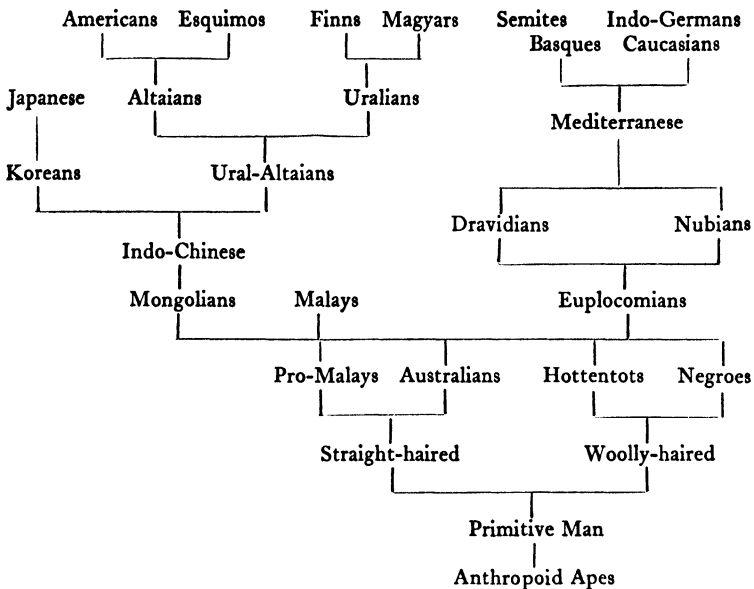 Americans Esquimos Finns Magyars Semites Indo-Germans
Basques Caucasians
Japanese Altaians Uralians
Mediterranese
Koreans Ural-Altaians
Dravidians Nubians
Indo-Chinese
Mongolians Malays Euplocomians
Pro-Malays Australians Hottentots Negroes
Straight-haired Woolly-haired
Primitive Man
Anthropoid Apes